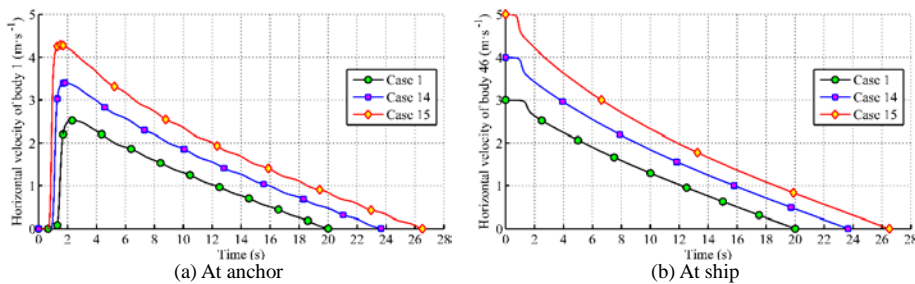 Horizontal velocity of body 1 (m·s⁻¹)
5
4
3
2
1
0
Case 1
Case 14
Case 15
0 2 4 6 8 10 12 14 16 18 20 22 24 26 28
Time (s)
(a) At anchor
Horizontal velocity of body 46 (m·s⁻¹)
5
4
3
2
1
0
Case 1
Case 14
Case 15
0 2 4 6 8 10 12 14 16 18 20 22 24 26 28
Time (s)
(b) At ship